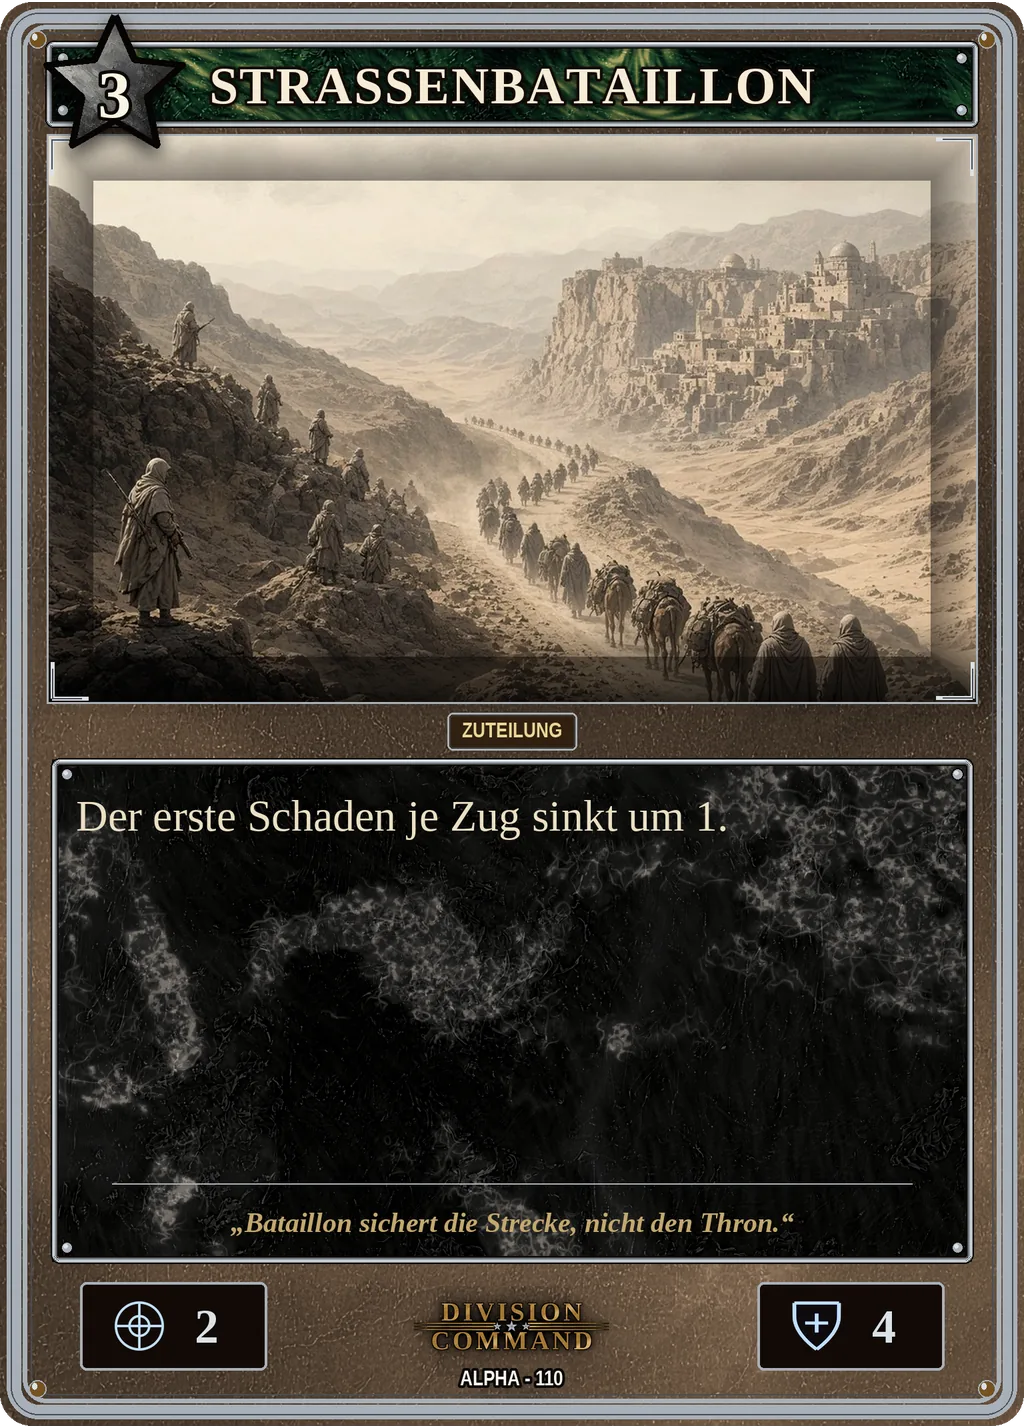 3
STRASSENBATAILLON
ZUTEILUNG
Der erste Schaden je Zug sinkt um 1.
„Bataillon sichert die Strecke, nicht den Thron.“
2
DIVISION
COMMAND
4
ALPHA - 110